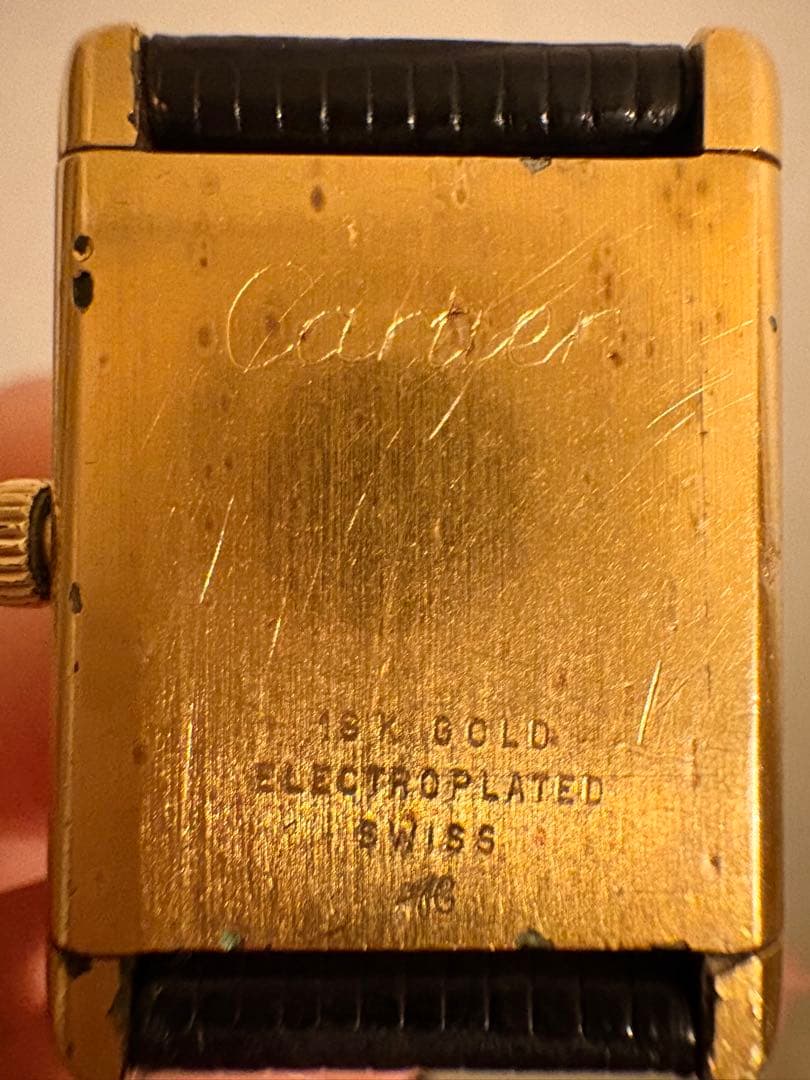 Cartier
18K GOLD
ELECTROPLATED
SWISS